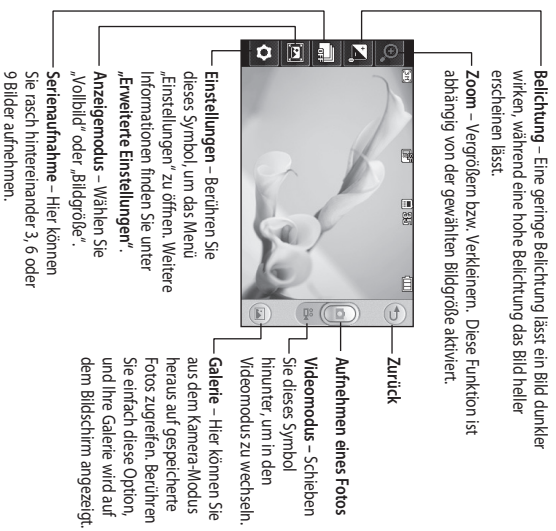 Belichtung – Eine geringe Belichtung lässt ein Bild dunkler
wirken, während eine hohe Belichtung das Bild heller
erscheinen lässt.
Zoom – Vergrößern bzw. Verkleinern. Diese Funktion ist
abhängig von der gewählten Bildgröße aktiviert.
Zurück
Aufnehmen eines Fotos
Videomodus – Schieben
Sie dieses Symbol
hinunter, um in den
Videomodus zu wechseln.
Galerie – Hier können Sie
aus dem Kamera-Modus
heraus auf gespeicherte
Fotos zugreifen. Berühren
Sie einfach diese Option,
und Ihre Galerie wird auf
dem Bildschirm angezeigt.
Einstellungen – Berühren Sie
dieses Symbol, um das Menü
„Einstellungen“ zu öffnen. Weitere
Informationen finden Sie unter
„Erweiterte Einstellungen“.
Anzeigemodus – Wählen Sie
„Vollbild“ oder „Bildgröße“.
Serienaufnahme – Hier können
Sie rasch hintereinander 3, 6 oder
9 Bilder aufnehmen.